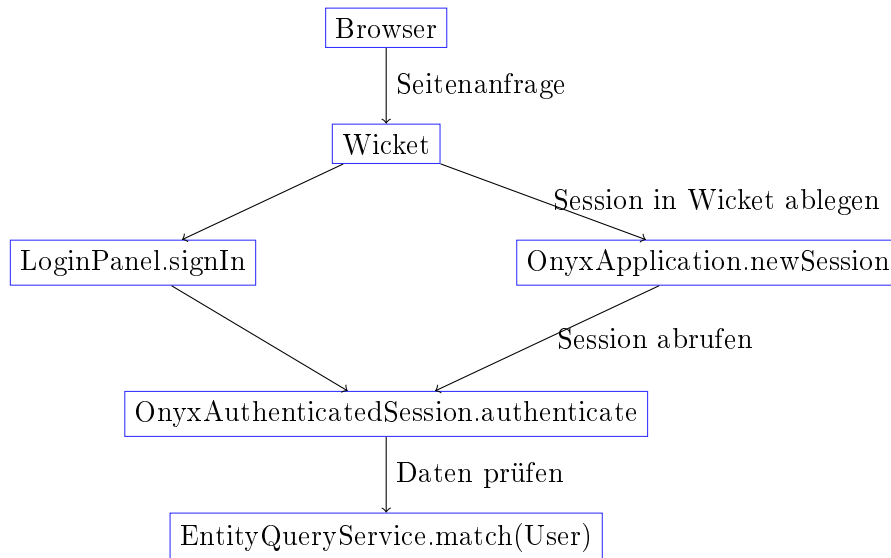 Browser
Seitenanfrage
Wicket
Session in Wicket ablegen
LoginPanel.signIn
OnyxApplication.newSession
Session abrufen
OnyxAuthenticatedSession.authenticate
Daten prüfen
EntityQueryService.match(User)